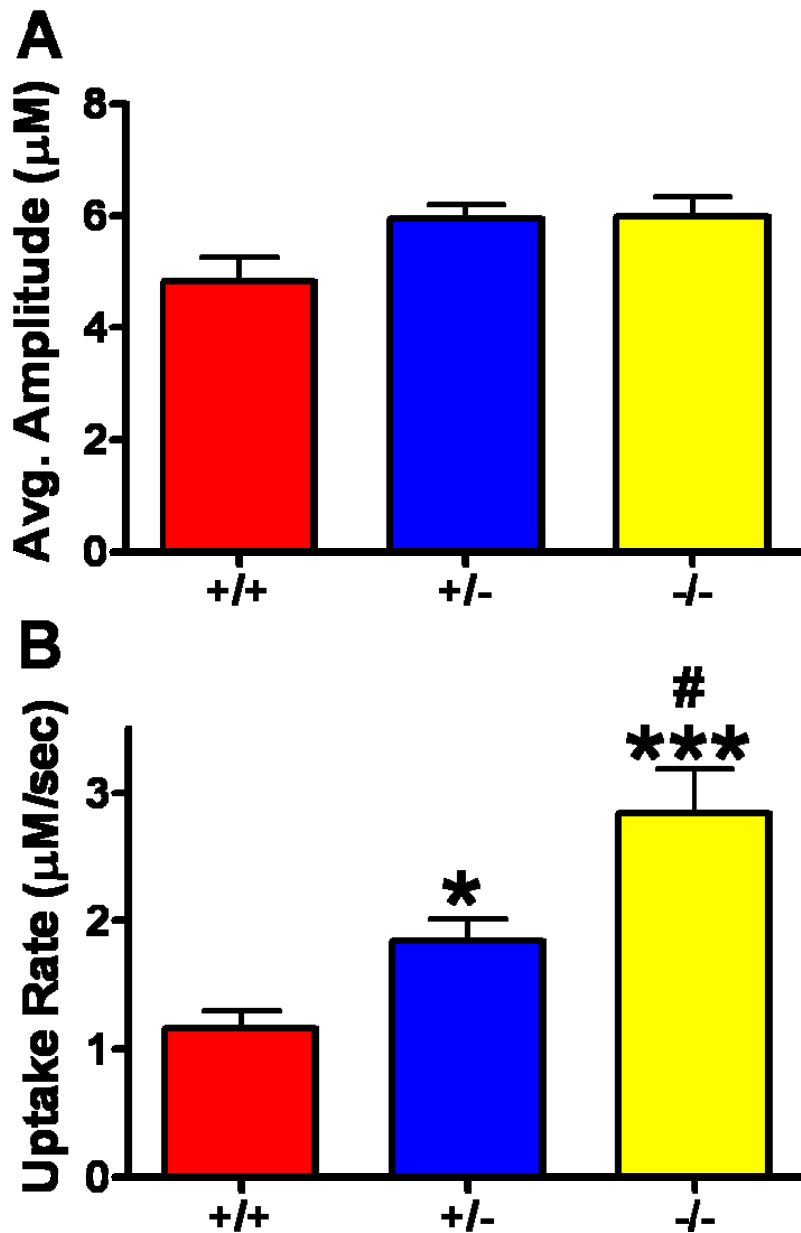 A
Avg. Amplitude (μM)
8
6
4
2
0
+/+ +/- -/-
B
Uptake Rate (μM/sec)
#
***
*
3
2
1
0
+/+ +/- -/-